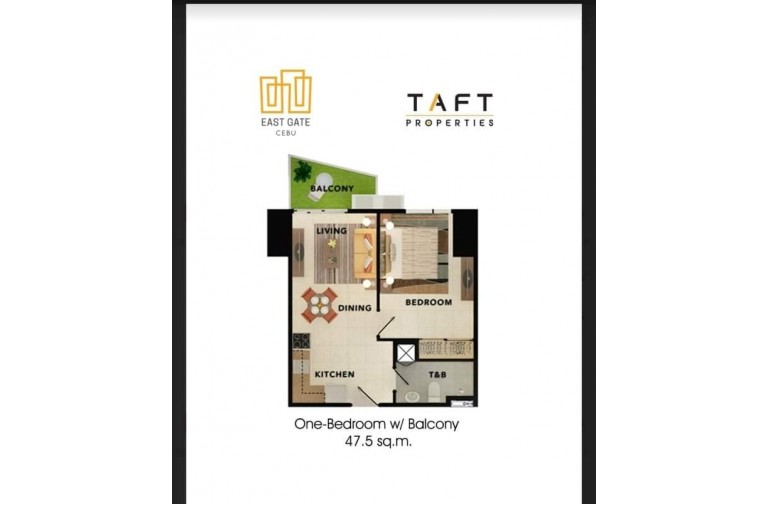 EAST GATE
CEBU
TAFT
PROPERTIES
BALCONY
LIVING
BEDROOM
DINING
KITCHEN
T&B
One-Bedroom w/ Balcony
47.5 sq.m.